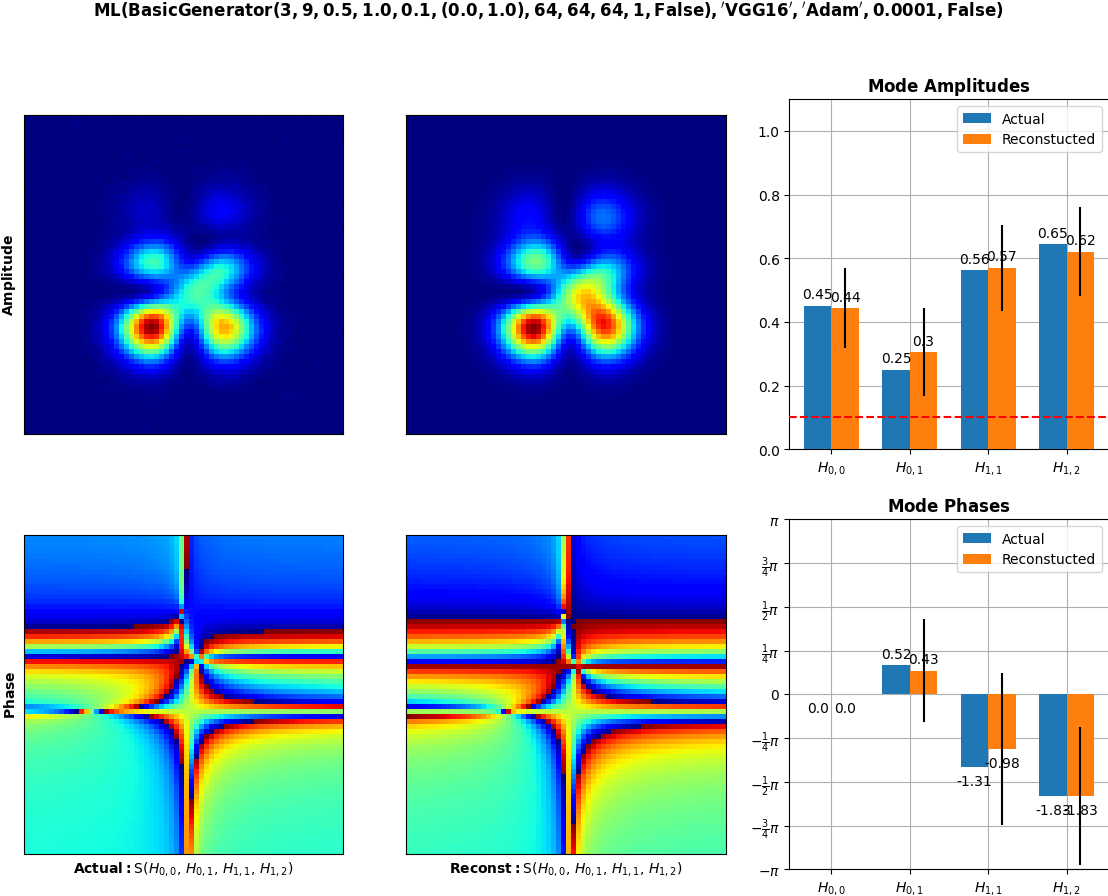 ML(BasicGenerator(3, 9, 0.5, 1.0, 0.1, (0.0, 1.0), 64, 64, 64, 1, False), ′VGG16′, ′Adam′, 0.0001, False)
Amplitude
Mode Amplitudes
Actual
Reconstucted
1.0
0.8
0.6
0.4
0.2
0.0
0.45
0.44
0.25
0.3
0.56
0.57
0.65
0.62
H0,0
H0,1
H1,1
H1,2
Phase
Actual: S(H0,0, H0,1, H1,1, H1,2)
Reconst: S(H0,0, H0,1, H1,1, H1,2)
Mode Phases
Actual
Reconstucted
π
3/4π
1/2π
1/4π
0
−1/4π
−1/2π
−3/4π
−π
0.0
0.0
0.52
0.43
-1.31
-0.98
-1.83
-1.83
H0,0
H0,1
H1,1
H1,2